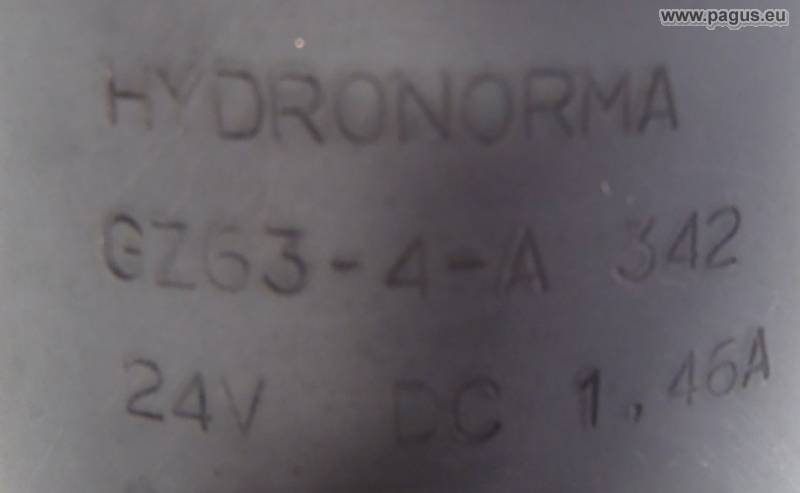 www.pagus.eu
HYDRONORMA
GZ63-4-A 342
24V DC 1,46A